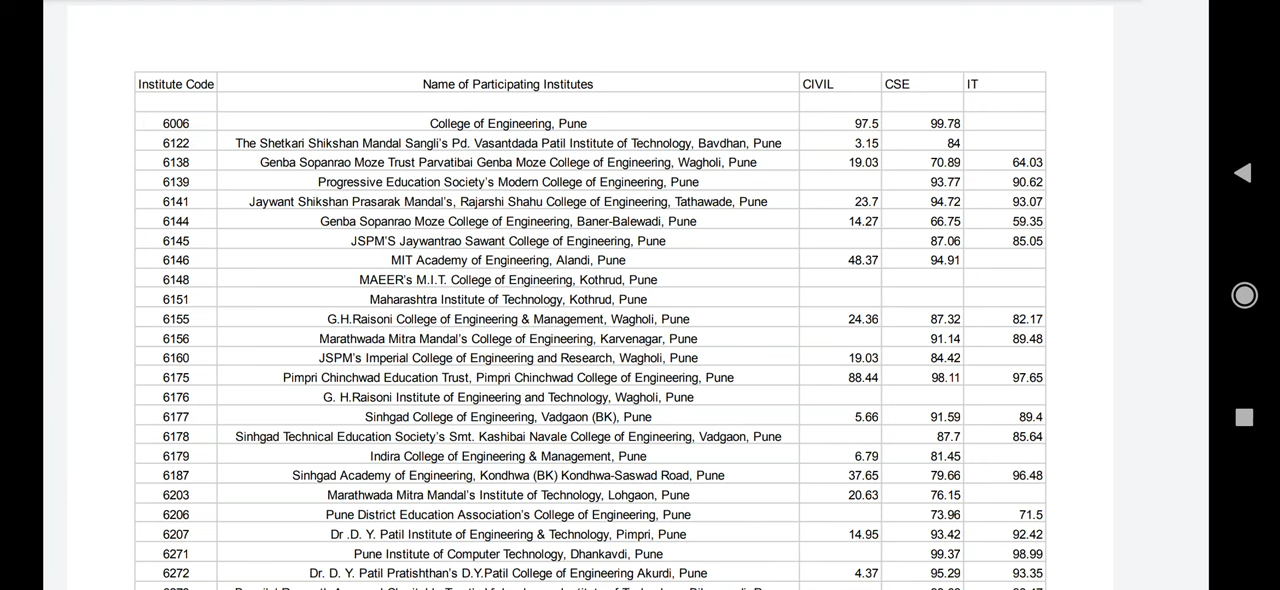 Institute Code Name of Participating Institutes CIVIL CSE IT
6006 College of Engineering, Pune 97.5 99.78
6122 The Shetkari Shikshan Mandal Sangli's Pd. Vasantdada Patil Institute of Technology, Bavdhan, Pune 3.15 84
6138 Genba Sopanrao Moze Trust Parvatibai Genba Moze College of Engineering, Wagholi, Pune 19.03 70.89 64.03
6139 Progressive Education Society's Modern College of Engineering, Pune 93.77 90.62
6141 Jaywant Shikshan Prasarak Mandal's, Rajarshi Shahu College of Engineering, Tathawade, Pune 23.7 94.72 93.07
6144 Genba Sopanrao Moze College of Engineering, Baner-Balewadi, Pune 14.27 66.75 59.35
6145 JSPM'S Jaywantrao Sawant College of Engineering, Pune 87.06 85.05
6146 MIT Academy of Engineering, Alandi, Pune 48.37 94.91
6148 MAEER's M.I.T. College of Engineering, Kothrud, Pune
6151 Maharashtra Institute of Technology, Kothrud, Pune
6155 G.H.Raisoni College of Engineering & Management, Wagholi, Pune 24.36 87.32 82.17
6156 Marathwada Mitra Mandal's College of Engineering, Karvenagar, Pune 91.14 89.48
6160 JSPM's Imperial College of Engineering and Research, Wagholi, Pune 19.03 84.42
6175 Pimpri Chinchwad Education Trust, Pimpri Chinchwad College of Engineering, Pune 88.44 98.11 97.65
6176 G. H.Raisoni Institute of Engineering and Technology, Wagholi, Pune
6177 Sinhgad College of Engineering, Vadgaon (BK), Pune 5.66 91.59 89.4
6178 Sinhgad Technical Education Society's Smt. Kashibai Navale College of Engineering, Vadgaon, Pune 87.7 85.64
6179 Indira College of Engineering & Management, Pune 6.79 81.45
6187 Sinhgad Academy of Engineering, Kondhwa (BK) Kondhwa-Saswad Road, Pune 37.65 79.66 96.48
6203 Marathwada Mitra Mandal's Institute of Technology, Lohgaon, Pune 20.63 76.15
6206 Pune District Education Association's College of Engineering, Pune 73.96 71.5
6207 Dr .D. Y. Patil Institute of Engineering & Technology, Pimpri, Pune 14.95 93.42 92.42
6271 Pune Institute of Computer Technology, Dhankavdi, Pune 99.37 98.99
6272 Dr. D. Y. Patil Pratishthan's D.Y.Patil College of Engineering Akurdi, Pune 4.37 95.29 93.35